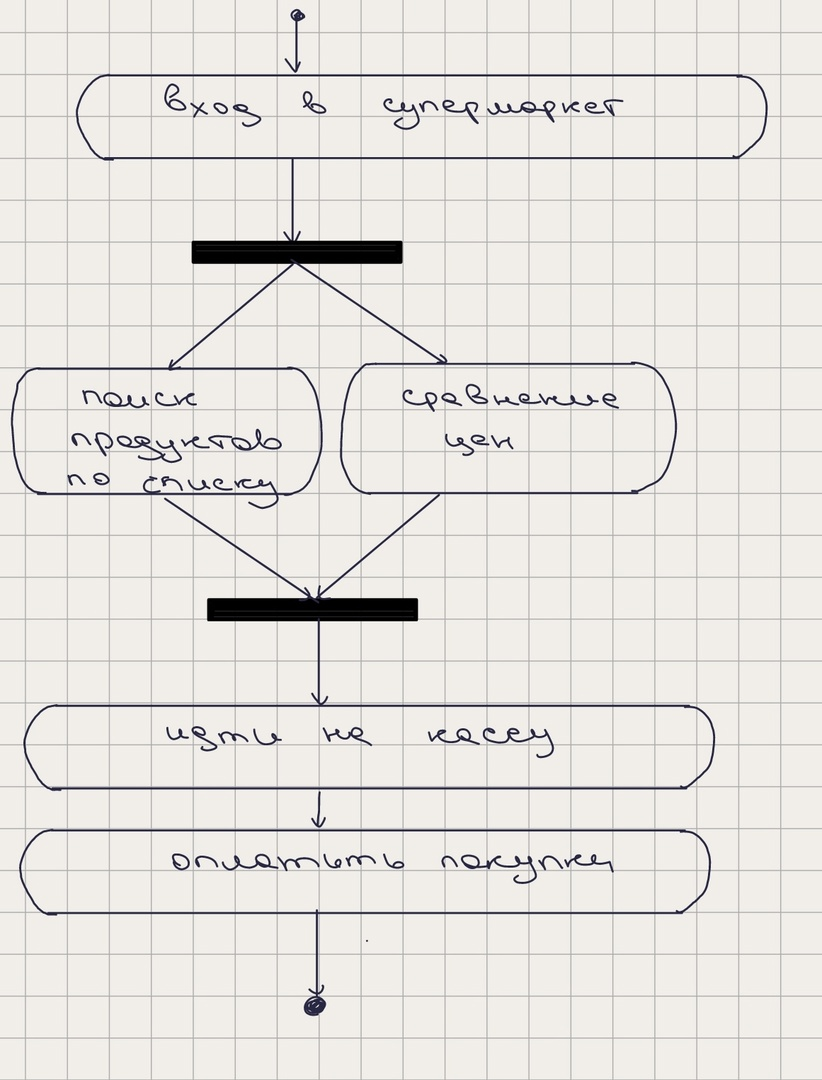 вход в супермаркет
поиск
продуктов
по списку
сравнение
цен
идти на кассу
оплатить покупки